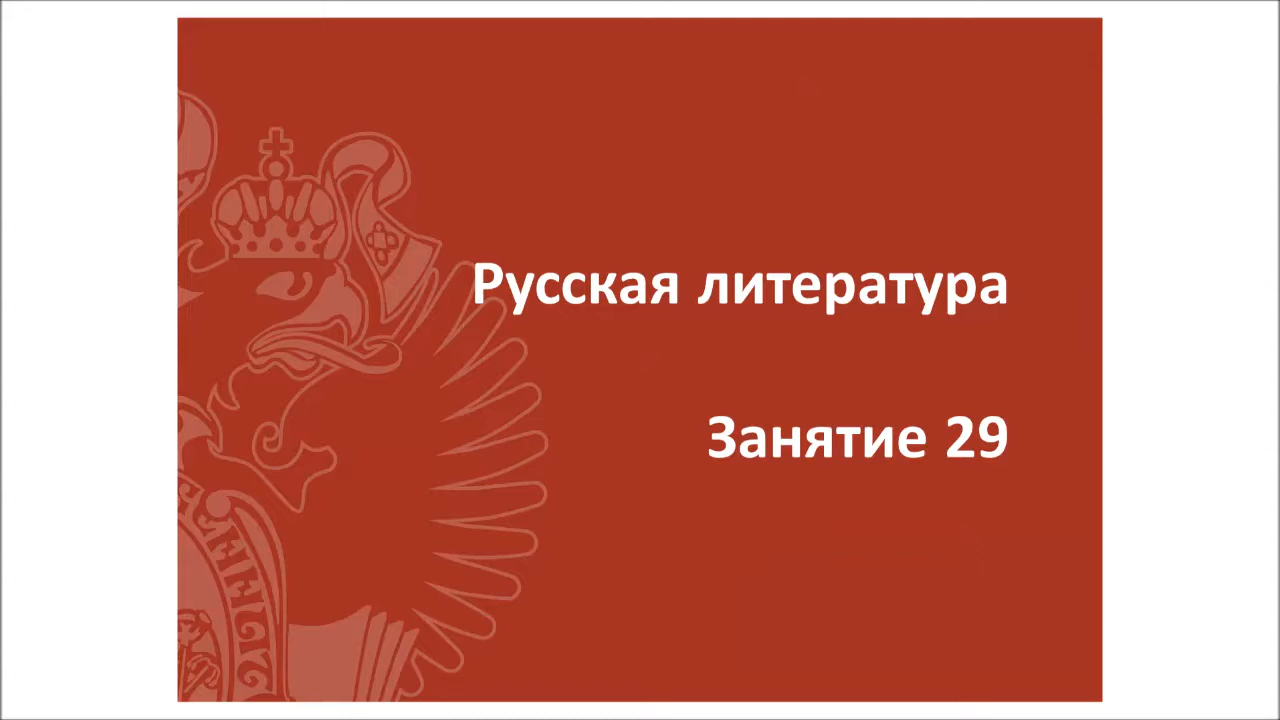 Русская литература
Занятие 29